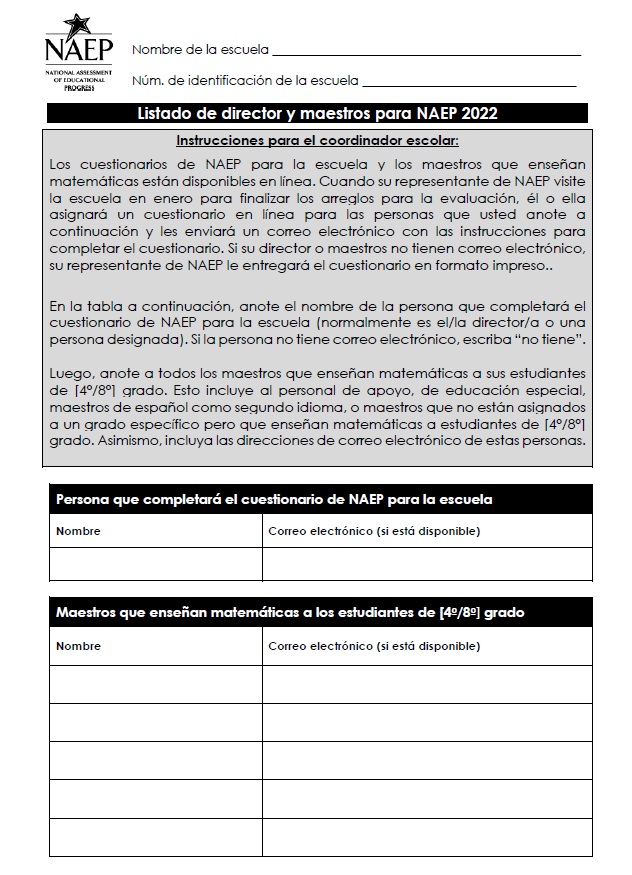 NAEP
NATIONAL ASSESSMENT
OF EDUCATIONAL
PROGRESS
Nombre de la escuela ________________________________________
Núm. de identificación de la escuela ____________________________
Listado de director y maestros para NAEP 2022
Instrucciones para el coordinador escolar:
Los cuestionarios de NAEP para la escuela y los maestros que enseñan
matemáticas están disponibles en línea. Cuando su representante de NAEP visite
la escuela en enero para finalizar los arreglos para la evaluación, él o ella
asignará un cuestionario en línea para las personas que usted anote a
continuación y les enviará un correo electrónico con las instrucciones para
completar el cuestionario. Si su director o maestros no tienen correo electrónico,
su representante de NAEP le entregará el cuestionario en formato impreso..
En la tabla a continuación, anote el nombre de la persona que completará el
cuestionario de NAEP para la escuela (normalmente es el/la director/a o una
persona designada). Si la persona no tiene correo electrónico, escriba “no tiene”.
Luego, anote a todos los maestros que enseñan matemáticas a sus estudiantes
de [4º/8º] grado. Esto incluye al personal de apoyo, de educación especial,
maestros de español como segundo idioma, o maestros que no están asignados
a un grado específico pero que enseñan matemáticas a estudiantes de [4º/8º]
grado. Asimismo, incluya las direcciones de correo electrónico de estas personas.
Persona que completará el cuestionario de NAEP para la escuela
Nombre Correo electrónico (si está disponible)
Maestros que enseñan matemáticas a los estudiantes de [4º/8º] grado
Nombre Correo electrónico (si está disponible)